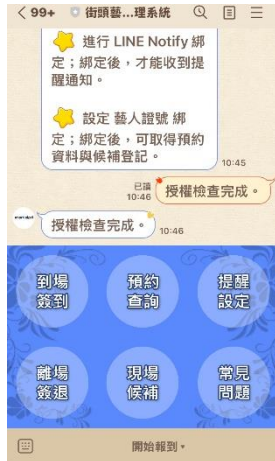 99+ 街頭藝...理系統
進行 LINE Notify 綁
定；綁定後，才能收到提
醒通知。
設定 藝人證號 綁
定；綁定後，可取得預約
資料與候補登記。
10:45
已讀
10:46
授權檢查完成。
授權檢查完成。
10:46
到場
簽到
預約
查詢
提醒
設定
離場
簽退
現場
候補
常見
問題
開始報到▾